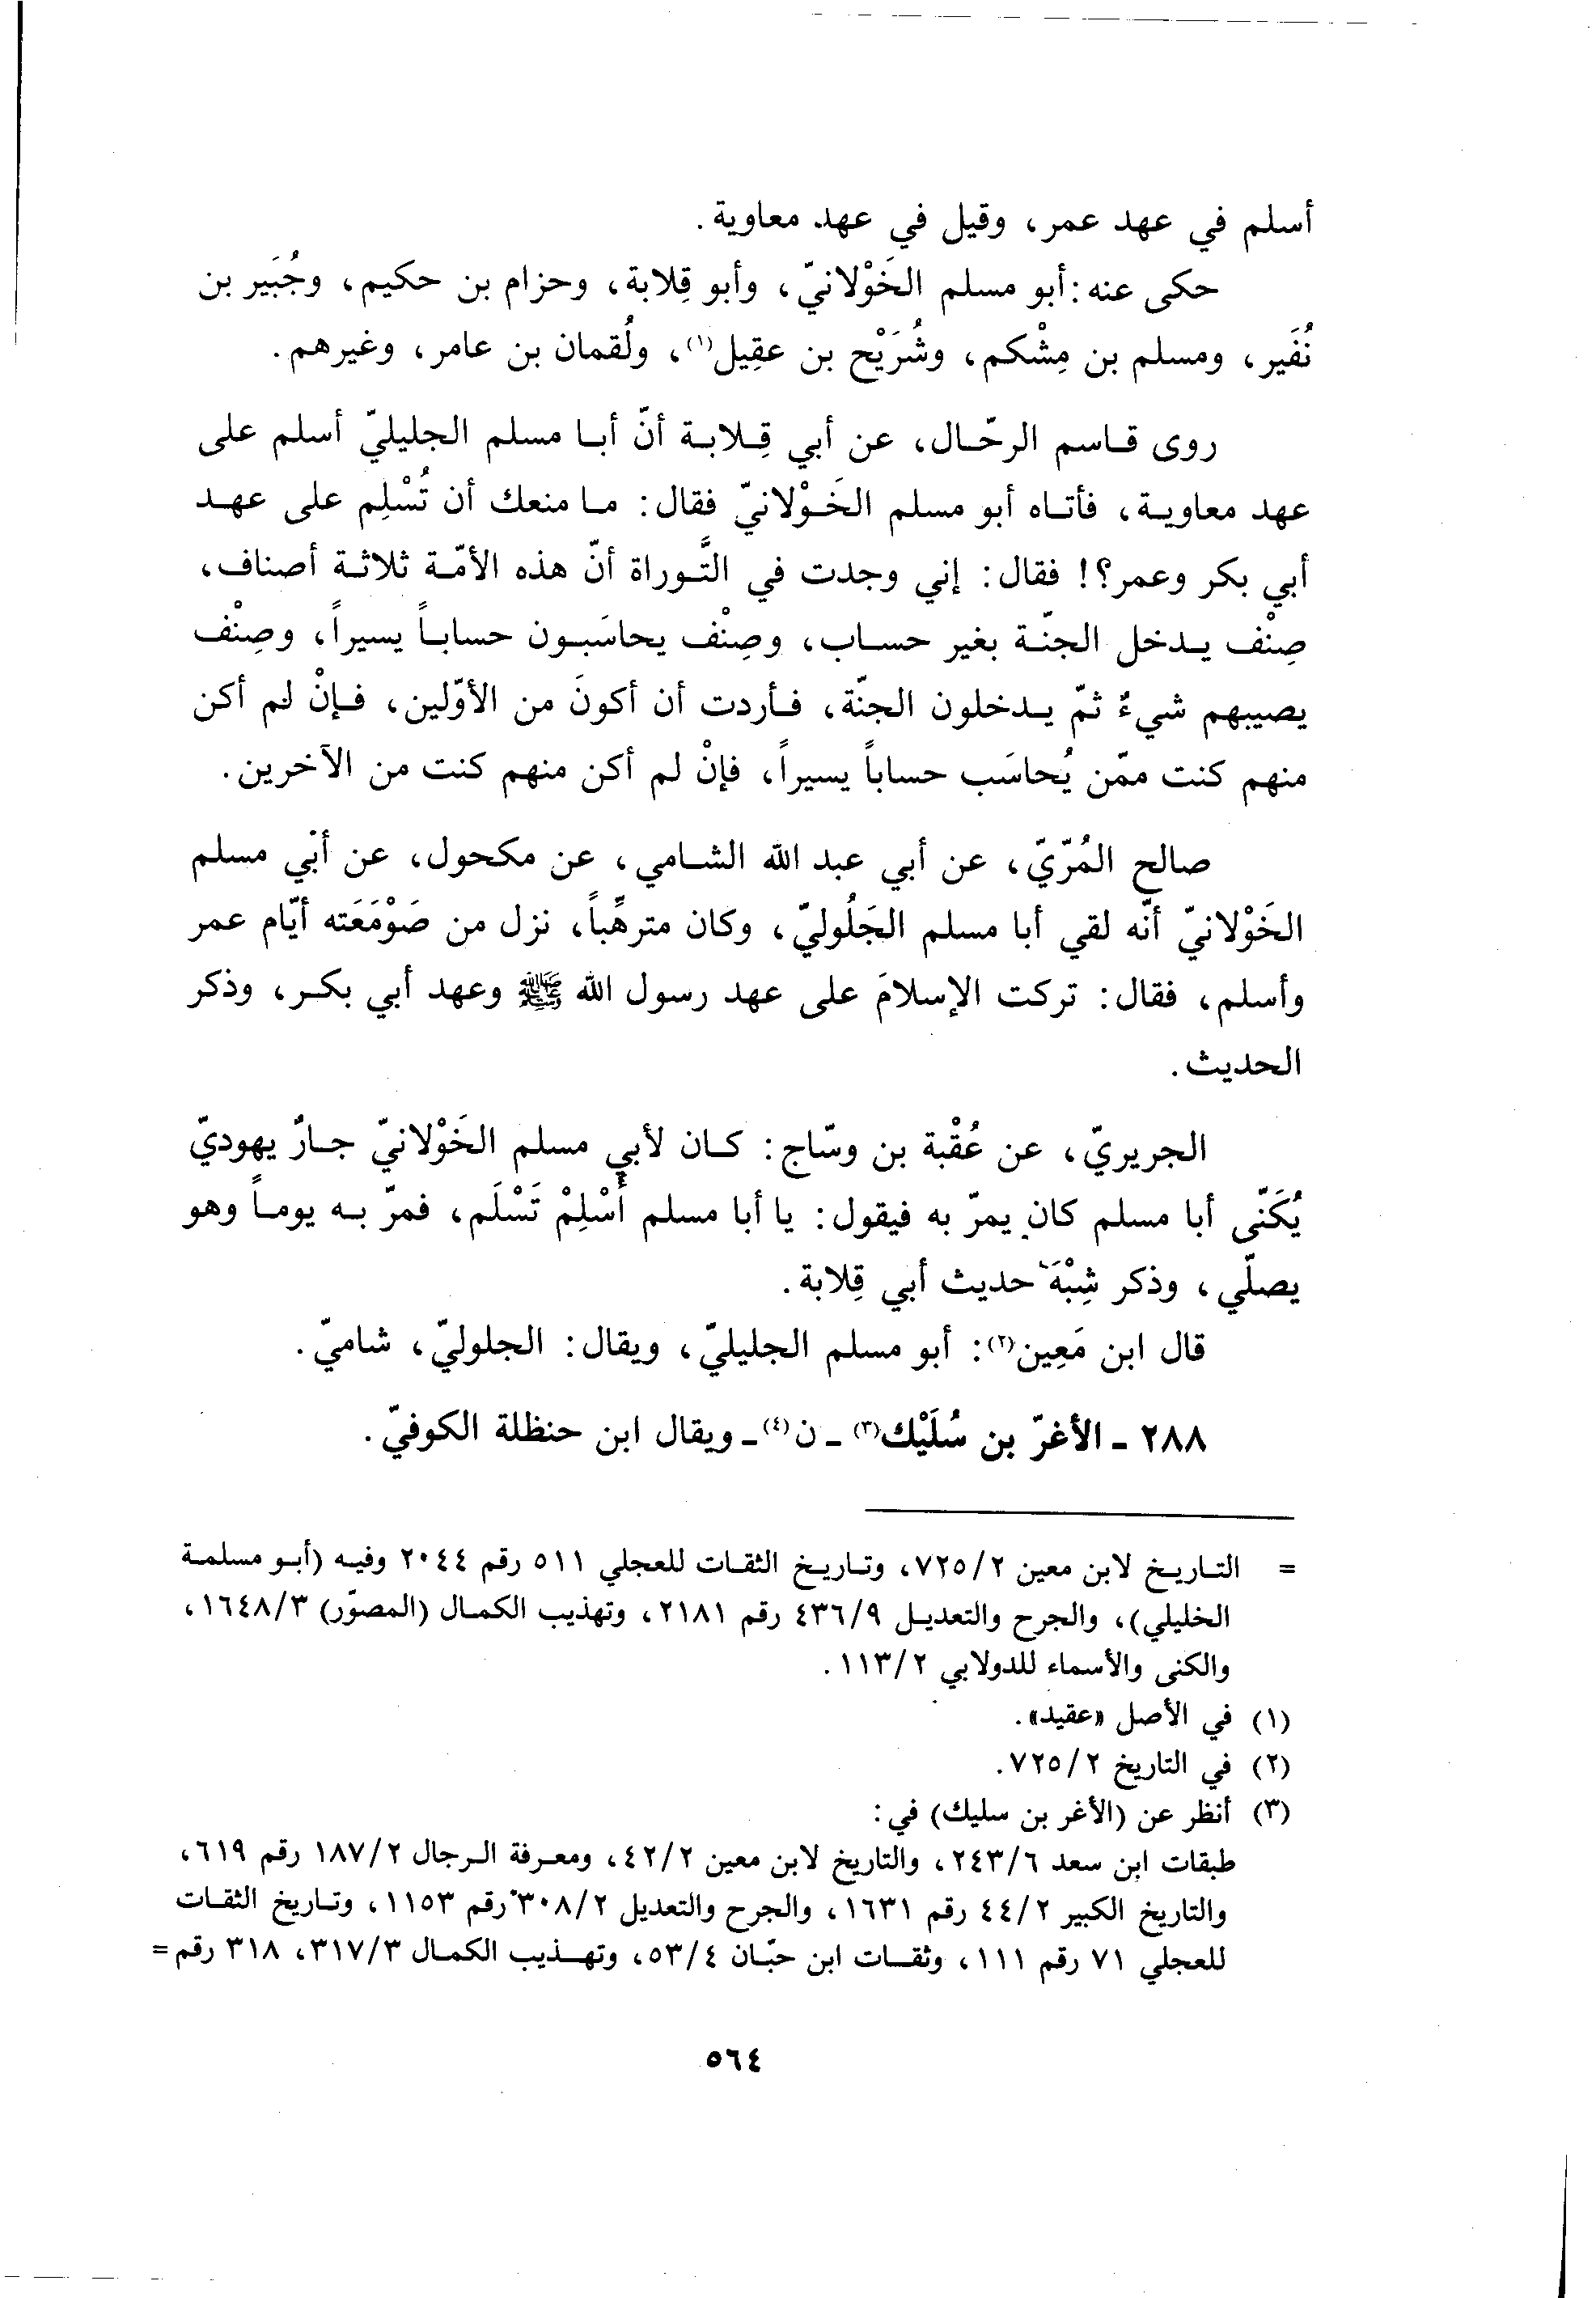 أسلم في عهد عمر، وقيل في عهد معاوية.
حكى عنه: أبو مسلم الخَوْلانيّ، وأبو قِلابة، وحزام بن حكيم، وجُبَير بن
نُفَير، ومسلم بن مِشْكم، وشُرَيْح بن عقِيل(١)، ولُقمان بن عامر، وغيرهم.
روى قاسم الرحّال، عن أبي قِلابة أنّ أبا مسلم الجليليّ أسلم على
عهد معاوية، فأتاه أبو مسلم الخَوْلانيّ فقال: ما منعك أن تُسْلِم على عهد
أبي بكر وعمر؟! فقال: إني وجدت في التَّوراة أنّ هذه الأمّة ثلاثة أصناف،
صِنْف يدخل الجنّة بغير حساب، وصِنْف يحاسَبون حساباً يسيراً، وصِنْف
يصيبهم شيءٌ ثمّ يدخلون الجنّة، فأردت أن أكونَ من الأوّلين، فإنْ لم أكن
منهم كنت ممّن يُحاسَب حساباً يسيراً، فإنْ لم أكن منهم كنت من الآخرين.
صالح المُرّيّ، عن أبي عبد الله الشامي، عن مكحول، عن أبي مسلم
الخَوْلانيّ أنّه لقي أبا مسلم الجَلُوليّ، وكان مترهِّباً، نزل من صَوْمَعَته أيّام عمر
وأسلم، فقال: تركت الإسلامَ على عهد رسول الله ﷺ وعهد أبي بكر، وذكر
الحديث.
الجريريّ، عن عُقْبة بن وسّاج: كان لأبي مسلم الخَوْلانيّ جارٌ يهوديّ
يُكَنّى أبا مسلم كان يمرّ به فيقول: يا أبا مسلم أَسْلِمْ تَسْلَم، فمرّ به يوماً وهو
يصلّي، وذكر شِبْهَ حديث أبي قِلابة.
قال ابن مَعِين(٢): أبو مسلم الجليليّ، ويقال: الجلوليّ، شاميّ.
٢٨٨ ـ الأغرّ بن سُلَيْك(٣) ـ ن(٤) ـ ويقال ابن حنظلة الكوفيّ.
= التاريخ لابن معين ٧٢٥/٢، وتاريخ الثقات للعجلي ٥١١ رقم ٢٠٤٤ وفيه (أبو مسلمة
الخليلي)، والجرح والتعديل ٤٣٦/٩ رقم ٢١٨١، وتهذيب الكمال (المصوّر) ١٦٤٨/٣،
والكنى والأسماء للدولابي ١١٣/٢.
(١) في الأصل «عقيد».
(٢) في التاريخ ٧٢٥/٢.
(٣) أنظر عن (الأغر بن سليك) في:
طبقات ابن سعد ٢٤٣/٦، والتاريخ لابن معين ٤٢/٢، ومعرفة الرجال ١٨٧/٢ رقم ٦١٩،
والتاريخ الكبير ٤٤/٢ رقم ١٦٣١، والجرح والتعديل ٣٠٨/٢ رقم ١١٥٣، وتاريخ الثقات
للعجلي ٧١ رقم ١١١، وثقات ابن حبّان ٥٣/٤، وتهذيب الكمال ٣١٧/٣، ٣١٨ رقم =
٥٦٤